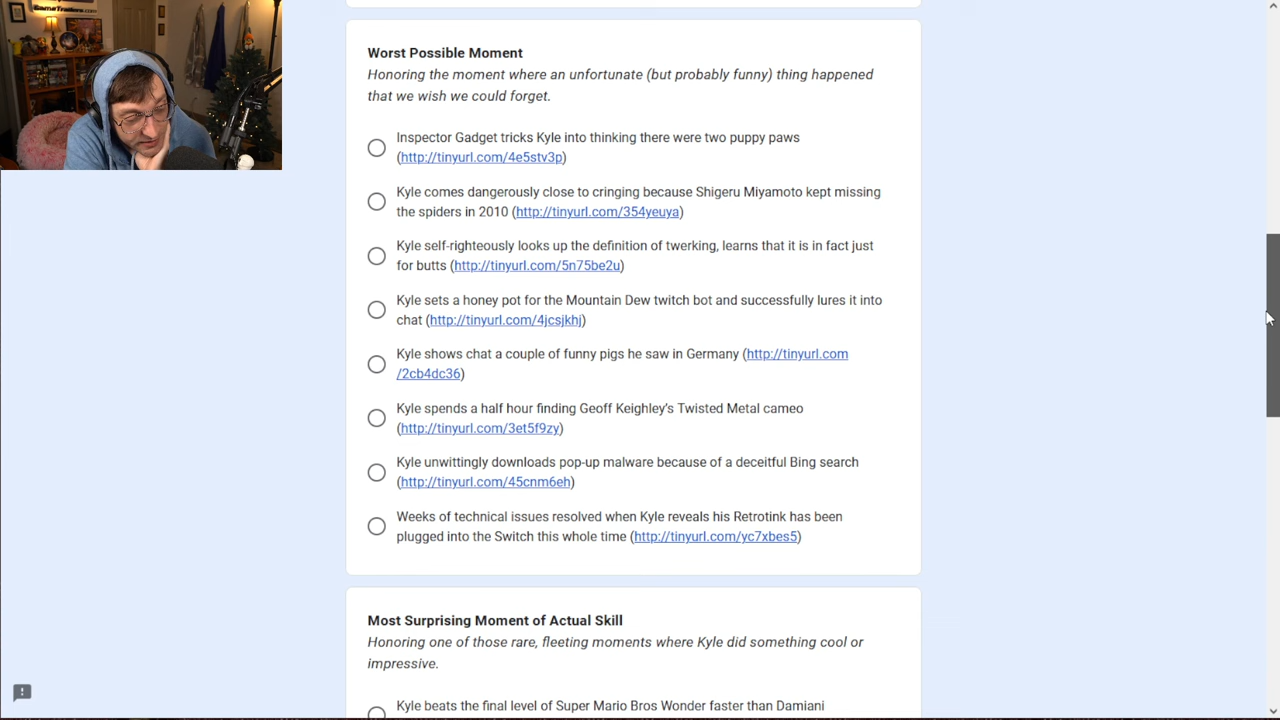 GameTrailers.com
Worst Possible Moment
Honoring the moment where an unfortunate (but probably funny) thing happened
that we wish we could forget.
Inspector Gadget tricks Kyle into thinking there were two puppy paws
(http://tinyurl.com/4e5stv3p)
Kyle comes dangerously close to cringing because Shigeru Miyamoto kept missing
the spiders in 2010 (http://tinyurl.com/354yeuya)
Kyle self-righteously looks up the definition of twerking, learns that it is in fact just
for butts (http://tinyurl.com/5n75be2u)
Kyle sets a honey pot for the Mountain Dew twitch bot and successfully lures it into
chat (http://tinyurl.com/4jcsjkhj)
Kyle shows chat a couple of funny pigs he saw in Germany (http://tinyurl.com
/2cb4dc36)
Kyle spends a half hour finding Geoff Keighley’s Twisted Metal cameo
(http://tinyurl.com/3et5f9zy)
Kyle unwittingly downloads pop-up malware because of a deceitful Bing search
(http://tinyurl.com/45cnm6eh)
Weeks of technical issues resolved when Kyle reveals his Retrotink has been
plugged into the Switch this whole time (http://tinyurl.com/yc7xbes5)
Most Surprising Moment of Actual Skill
Honoring one of those rare, fleeting moments where Kyle did something cool or
impressive.
Kyle beats the final level of Super Mario Bros Wonder faster than Damiani